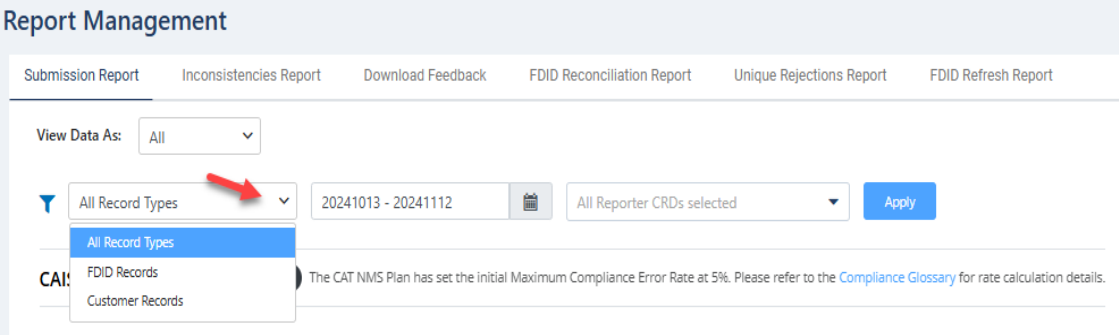 Report Management
Submission Report Inconsistencies Report Download Feedback FDID Reconciliation Report Unique Rejections Report FDID Refresh Report
View Data As: All
All Record Types 20241013 - 20241112 All Reporter CRDs selected Apply
All Record Types
FDID Records
CAIS The CAT NMS Plan has set the initial Maximum Compliance Error Rate at 5%. Please refer to the Compliance Glossary for rate calculation details.
Customer Records